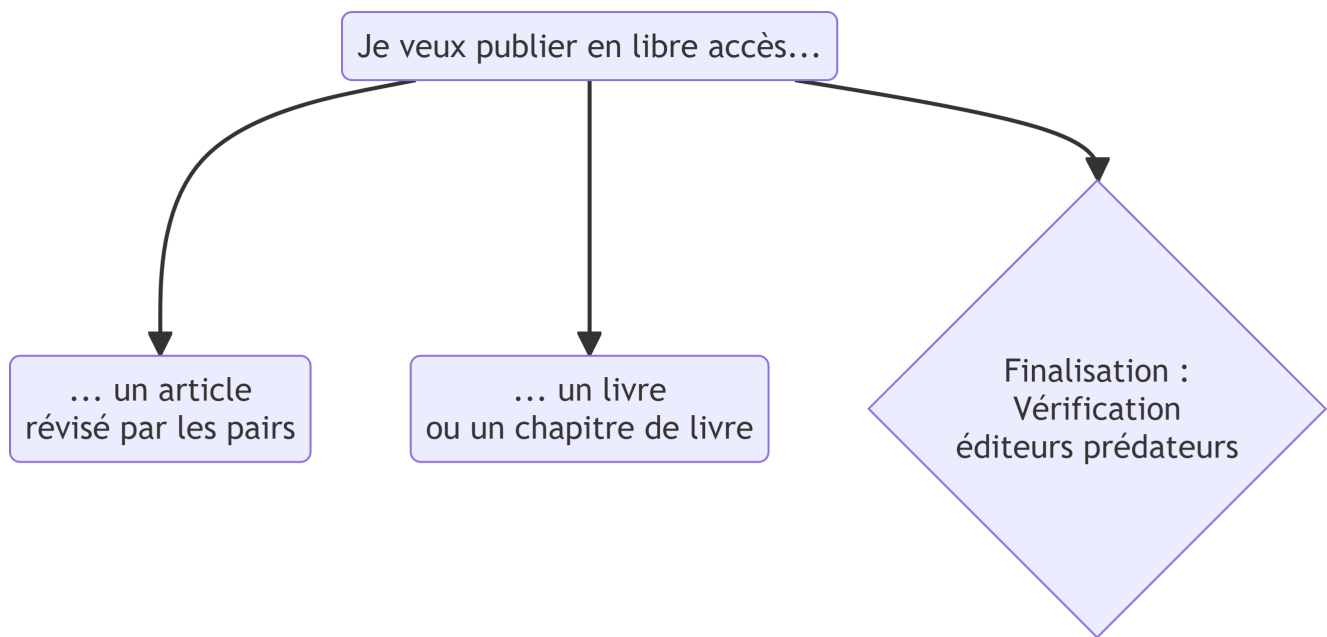 Je veux publier en libre accès...
... un article
révisé par les pairs
... un livre
ou un chapitre de livre
Finalisation :
Vérification
éditeurs prédateurs